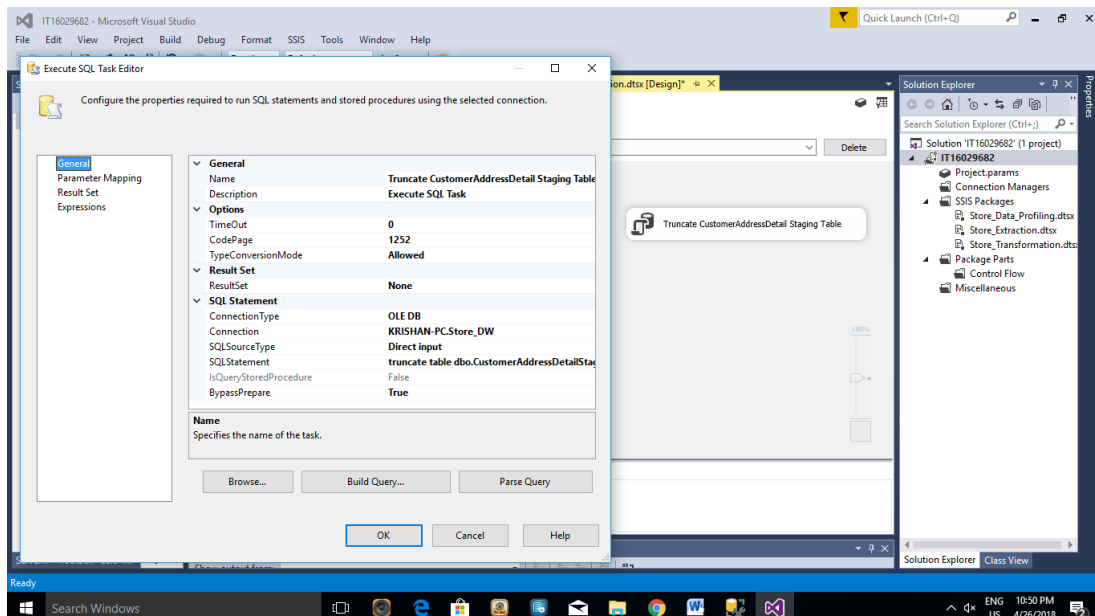 IT16029682 - Microsoft Visual Studio
Quick Launch (Ctrl+Q)
File Edit View Project Build Debug Format SSIS Tools Window Help
Execute SQL Task Editor
Configure the properties required to run SQL statements and stored procedures using the selected connection.
General
Parameter Mapping
Result Set
Expressions
General
Name Truncate CustomerAddressDetail Staging Table
Description Execute SQL Task
Options
TimeOut 0
CodePage 1252
TypeConversionMode Allowed
Result Set
ResultSet None
SQL Statement
ConnectionType OLE DB
Connection KRISHAN-PC.Store_DW
SQLSourceType Direct input
SQLStatement truncate table dbo.CustomerAddressDetailStag
IsQueryStoredProcedure False
BypassPrepare True
Name
Specifies the name of the task.
Browse... Build Query... Parse Query
OK Cancel Help
ion.dtsx [Design]*
Delete
Truncate CustomerAddressDetail Staging Table
100%
Solution Explorer
Properties
Search Solution Explorer (Ctrl+;)
Solution 'IT16029682' (1 project)
IT16029682
Project.params
Connection Managers
SSIS Packages
Store_Data_Profiling.dtsx
Store_Extraction.dtsx
Store_Transformation.dts
Package Parts
Control Flow
Miscellaneous
Solution Explorer Class View
Ready
Search Windows
ENG
US
10:50 PM
4/26/2018